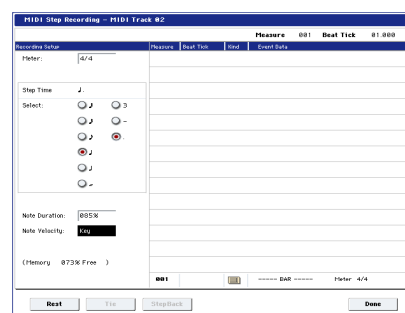 MIDI Step Recording - MIDI Track 02
Measure 001 Beat Tick 01.000
Recording Setup
Measure Beat Tick Kind Event Data
Meter: 4/4
Step Time
Select:
3
Note Duration: 085%
Note Velocity: Key
(Memory 073% Free )
001 ----- BAR ----- Meter 4/4
Rest Tie StepBack Done